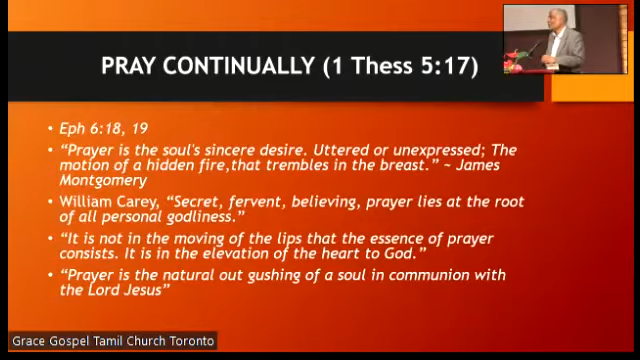 PRAY CONTINUALLY (1 Thess 5:17)
• Eph 6:18, 19
• “Prayer is the soul's sincere desire. Uttered or unexpressed; The
motion of a hidden fire,that trembles in the breast.” ~ James
Montgomery
• William Carey, “Secret, fervent, believing, prayer lies at the root
of all personal godliness.”
• “It is not in the moving of the lips that the essence of prayer
consists. It is in the elevation of the heart to God.”
• “Prayer is the natural out gushing of a soul in communion with
the Lord Jesus”
Grace Gospel Tamil Church Toronto